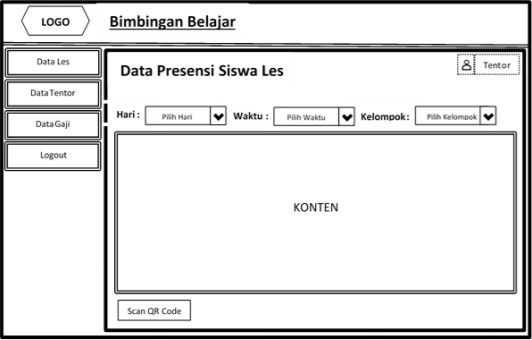 LOGO
Bimbingan Belajar
Data Les
Data Tentor
Data Gaji
Logout
Data Presensi Siswa Les
Tentor
Hari : Pilih Hari Waktu : Pilih Waktu Kelompok : Pilih Kelompok
KONTEN
Scan QR Code